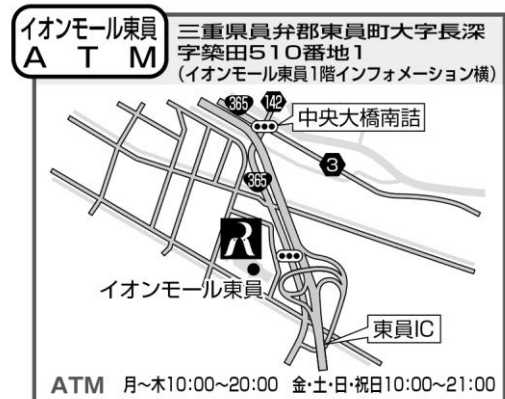 イオンモール東員
ATM
三重県員弁郡東員町大字長深
字築田510番地1
(イオンモール東員1階インフォメーション横)
365
142
中央大橋南詰
3
365
R
イオンモール東員
東員IC
ATM 月~木10:00~20:00 金・土・日・祝日10:00~21:00